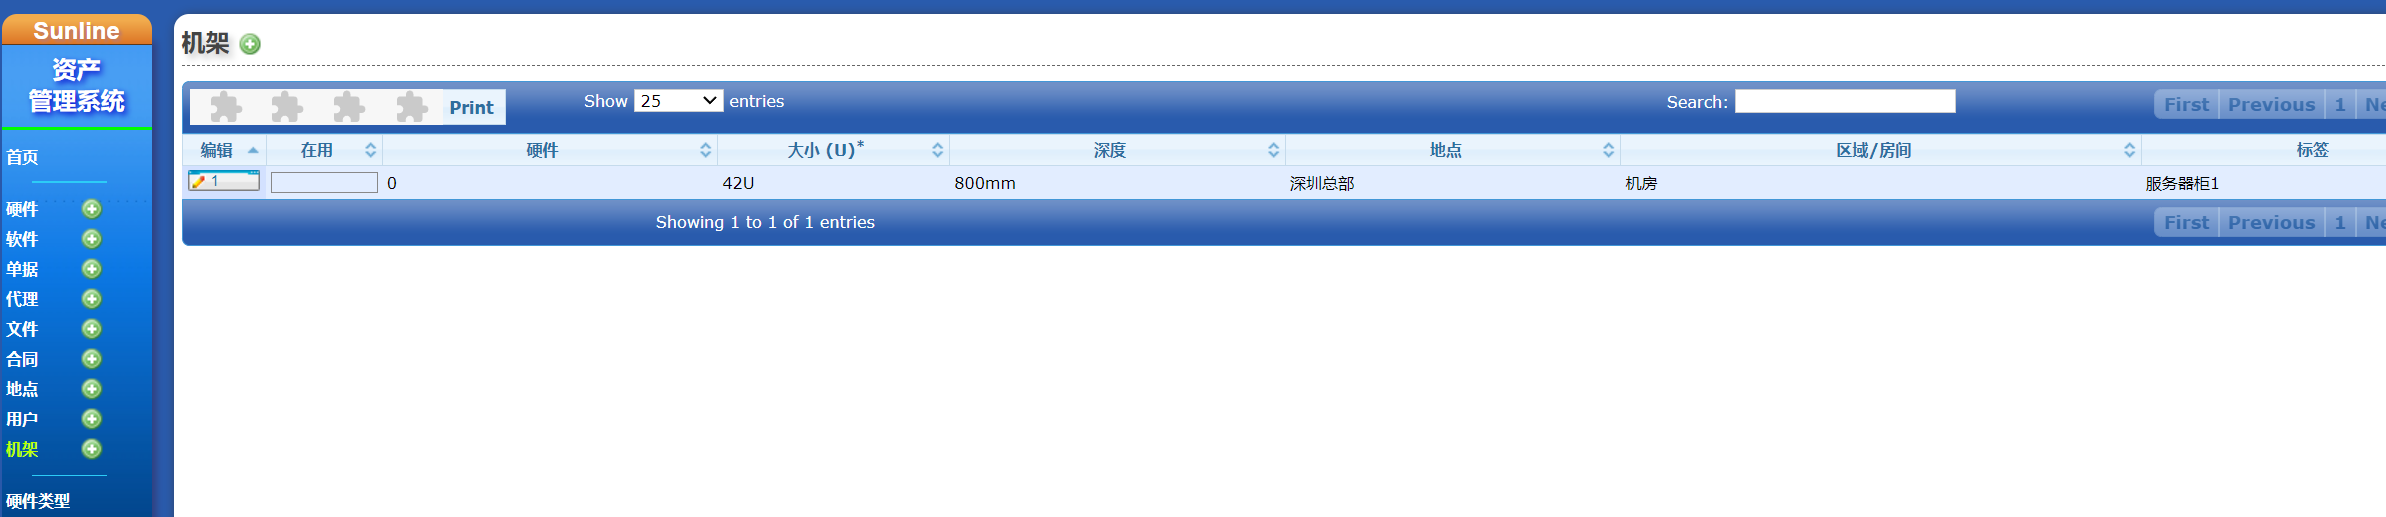 Sunline
资产
管理系统
首页
硬件
软件
单据
代理
文件
合同
地点
用户
机架
硬件类型
机架
Print
Show 25 entries
Search:
First Previous 1 Ne
编辑 在用 硬件 大小 (U)* 深度 地点 区域/房间 标签
1 0 42U 800mm 深圳总部 机房 服务器柜1
Showing 1 to 1 of 1 entries
First Previous 1 Ne